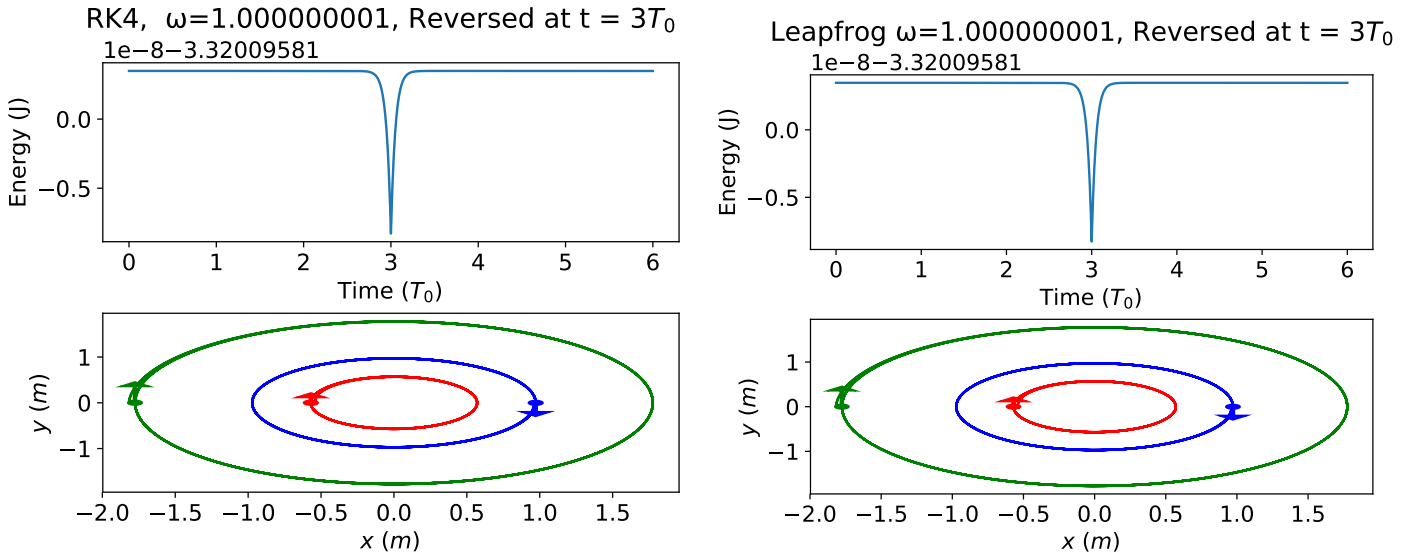 RK4, ω=1.000000001, Reversed at t = 3T₀
1e−8−3.32009581
Energy (J)
0.0
−0.5
0 1 2 3 4 5 6
Time (T₀)
y (m)
1
0
−1
−2.0 −1.5 −1.0 −0.5 0.0 0.5 1.0 1.5
x (m)
Leapfrog ω=1.000000001, Reversed at t = 3T₀
1e−8−3.32009581
Energy (J)
0.0
−0.5
0 1 2 3 4 5 6
Time (T₀)
y (m)
1
0
−1
−2.0 −1.5 −1.0 −0.5 0.0 0.5 1.0 1.5
x (m)